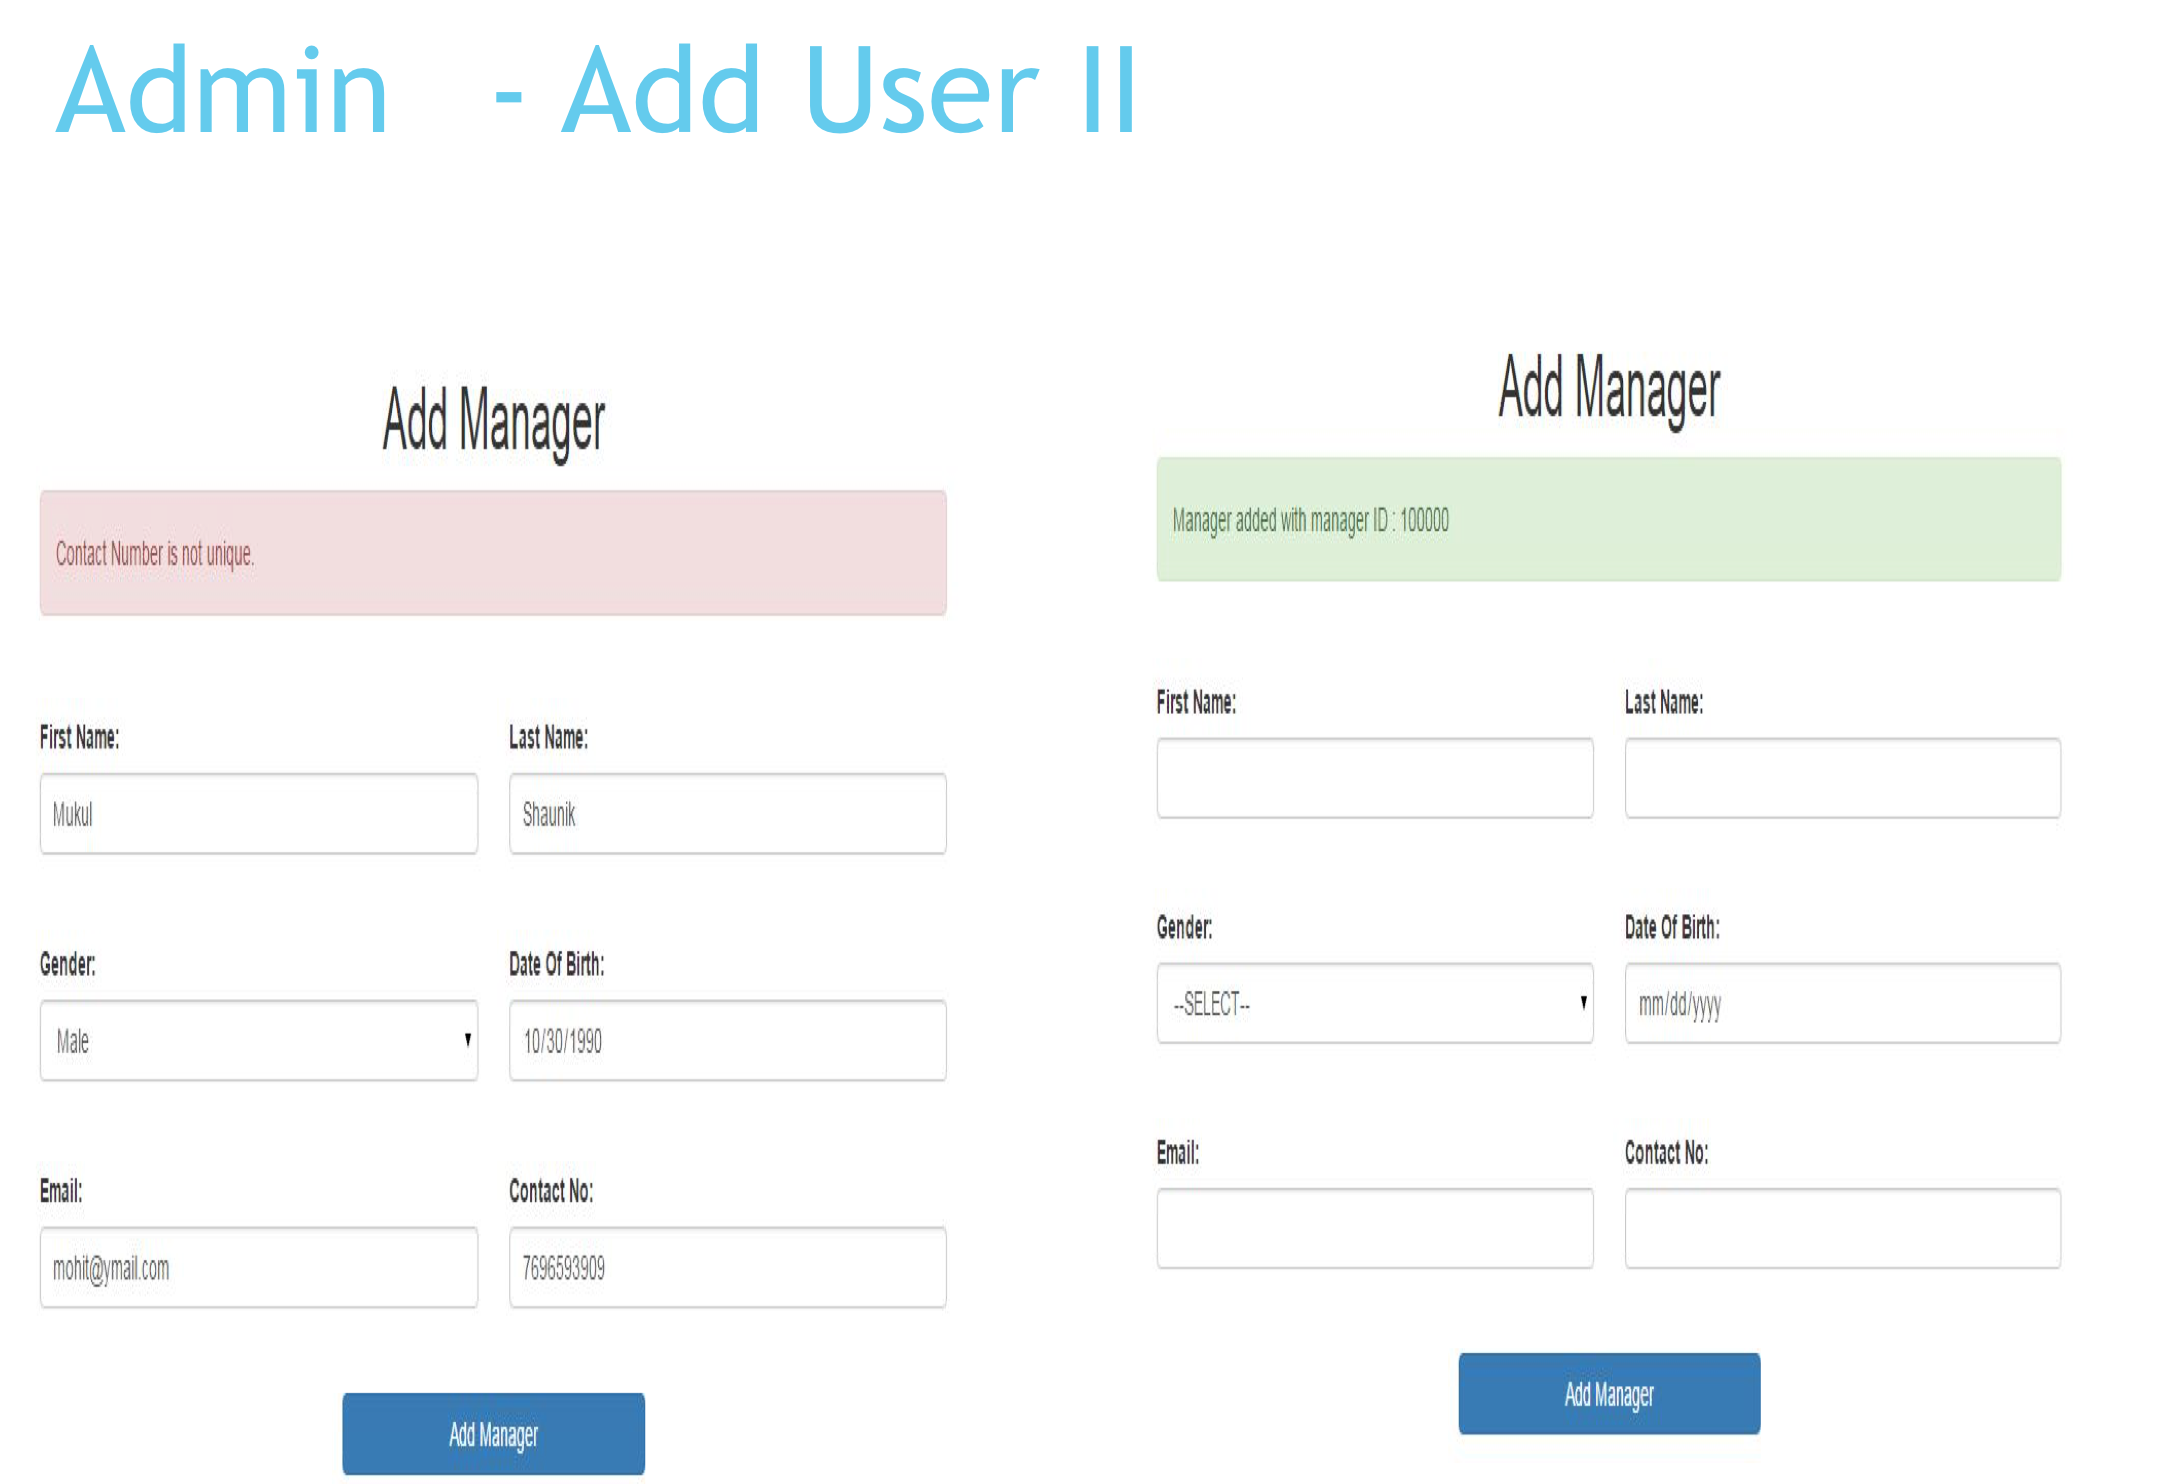 Admin - Add User II
Add Manager
Contact Number is not unique.
First Name: Last Name:
Mukul Shaunik
Gender: Date Of Birth:
Male 10/30/1990
Email: Contact No:
mohit@ymail.com 7696593909
Add Manager
Add Manager
Manager added with manager ID : 100000
First Name: Last Name:
Gender: Date Of Birth:
--SELECT-- mm/dd/yyyy
Email: Contact No:
Add Manager